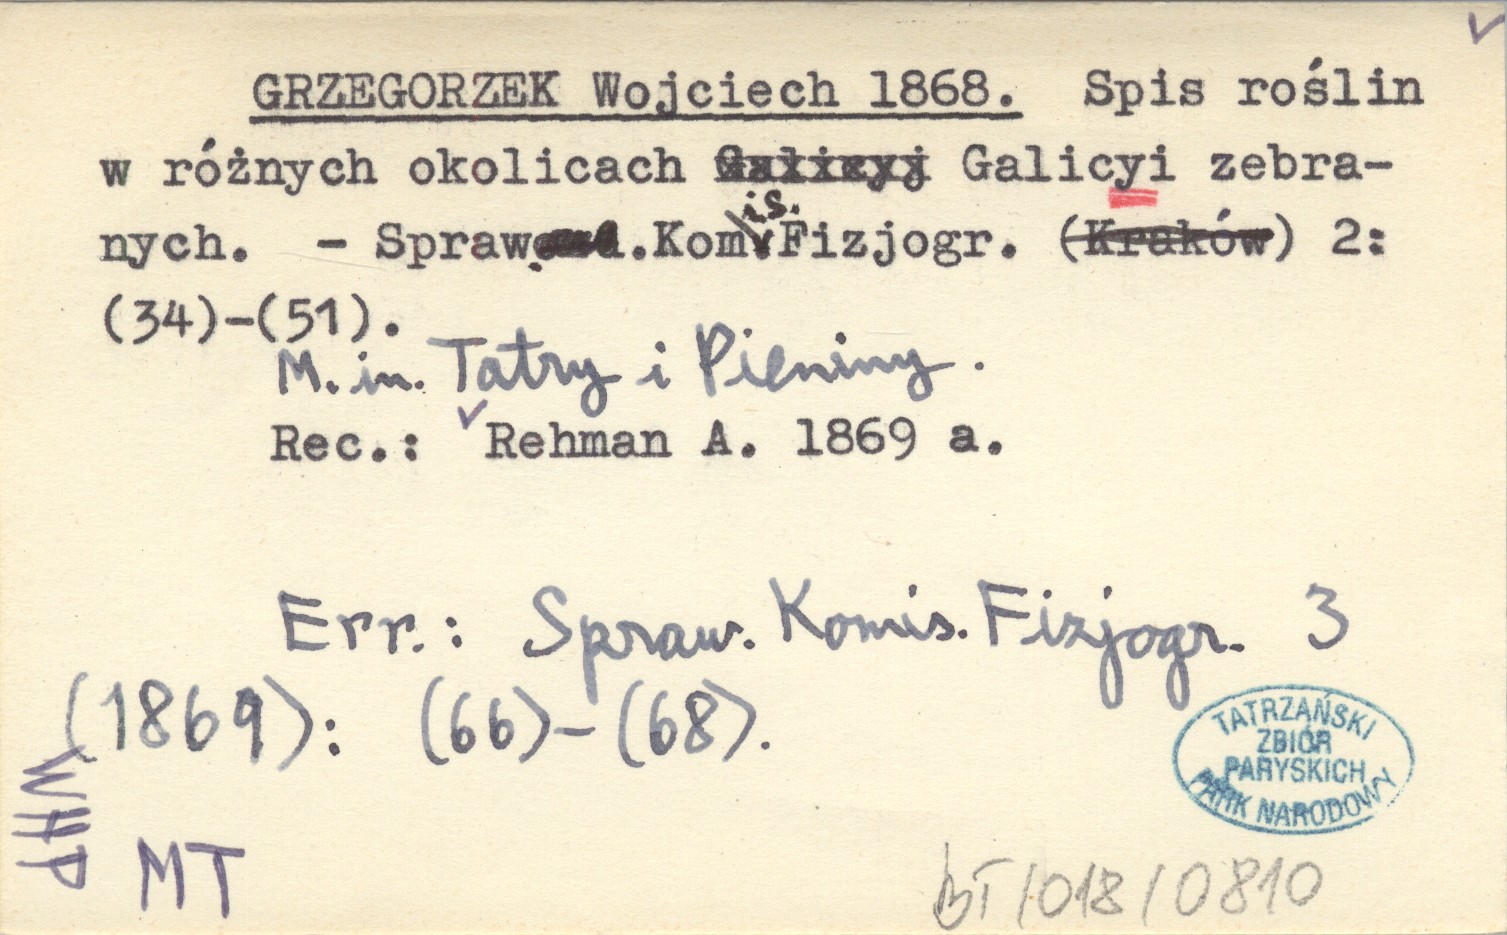 GRZEGORZEK Wojciech 1868. Spis roślin
w różnych okolicach Galicyi zebra-
nych. - Spraw.Komis.Fizjogr. (Kraków) 2:
(34)-(51).
M.in. Tatry i Pieniny.
Rec.: Rehman A. 1869 a.
Err.: Spraw. Komis. Fizjogr. 3
(1869): (66)-(68).
TATRZAŃSKI
ZBIÓR
PARYSKICH
PARK NARODOWY
WHP
MT
BT/018/0810